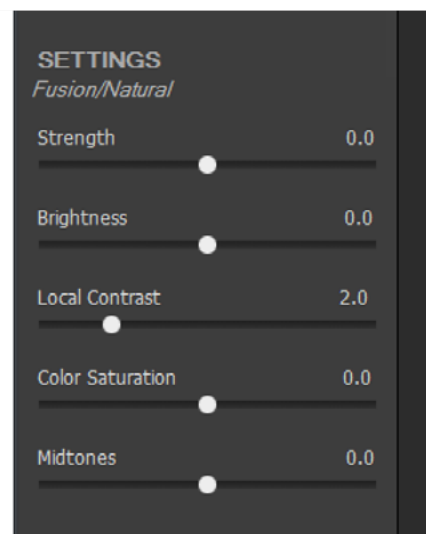 SETTINGS
Fusion/Natural
Strength 0.0
Brightness 0.0
Local Contrast 2.0
Color Saturation 0.0
Midtones 0.0